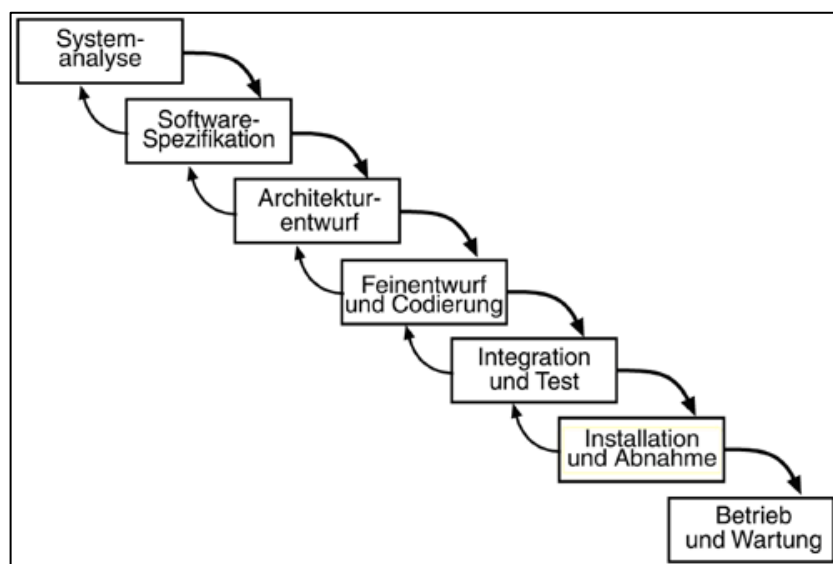 System-
analyse
Software-
Spezifikation
Architektur-
entwurf
Feinentwurf
und Codierung
Integration
und Test
Installation
und Abnahme
Betrieb
und Wartung